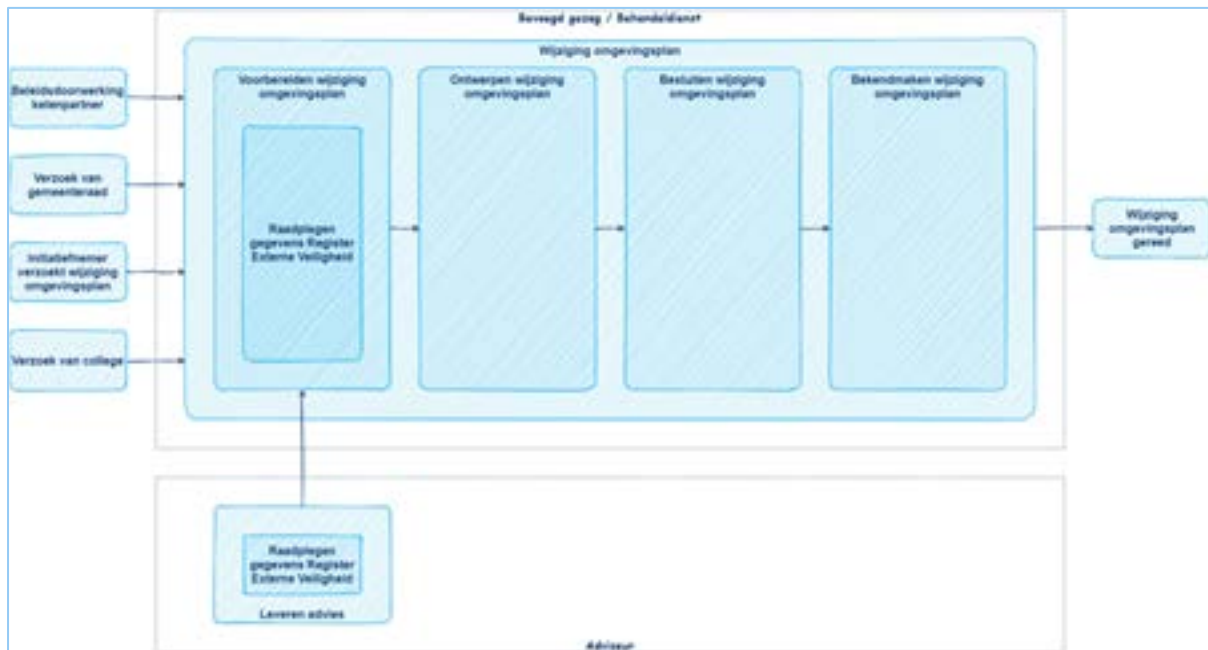 Bevoegd gezag / Behandeldienst
Wijziging omgevingsplan
Beleidsdoorwerking
ketenpartner
Verzoek van
gemeenteraad
Initiatiefnemer
verzoekt wijziging
omgevingsplan
Verzoek van college
Voorbereiden wijziging
omgevingsplan
Raadplegen
gegevens Register
Externe Veiligheid
Ontwerpen wijziging
omgevingsplan
Besluiten wijziging
omgevingsplan
Bekendmaken wijziging
omgevingsplan
Wijziging
omgevingsplan
gereed
Raadplegen
gegevens Register
Externe Veiligheid
Leveren advies
Adviseur